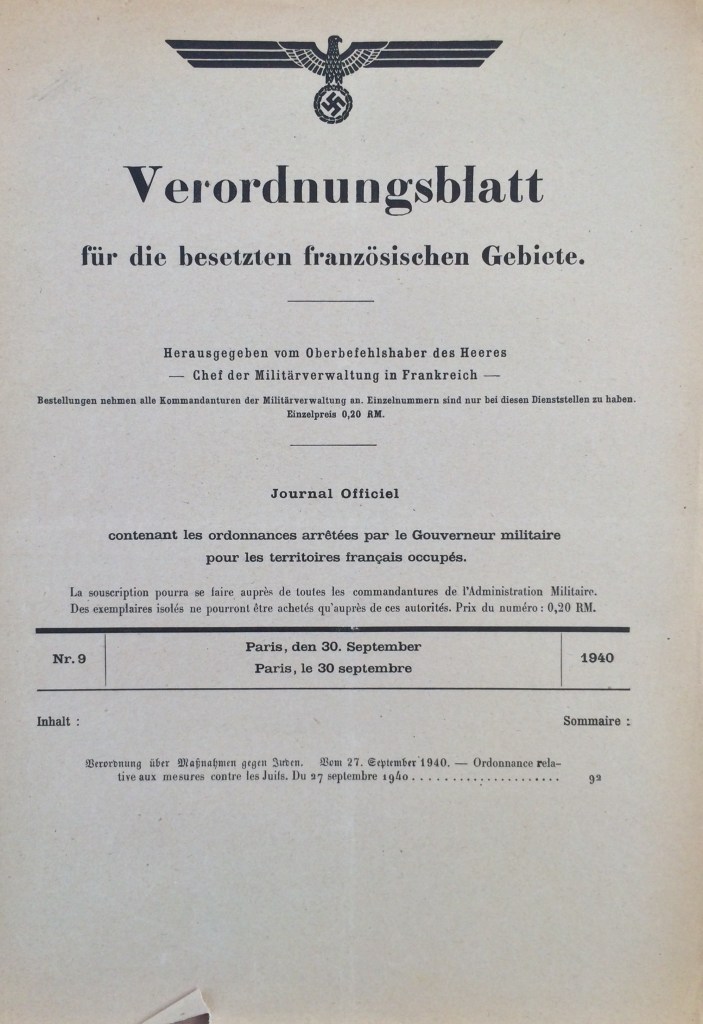 Verordnungsblatt
für die besetzten französischen Gebiete.
Herausgegeben vom Oberbefehlshaber des Heeres
— Chef der Militärverwaltung in Frankreich —
Bestellungen nehmen alle Kommandanturen der Militärverwaltung an. Einzelnummern sind nur bei diesen Dienststellen zu haben.
Einzelpreis 0,20 RM.
Journal Officiel
contenant les ordonnances arrêtées par le Gouverneur militaire
pour les territoires français occupés.
La souscription pourra se faire auprès de toutes les commandantures de l'Administration Militaire.
Des exemplaires isolés ne pourront être achetés qu'auprès de ces autorités. Prix du numéro : 0,20 RM.
Nr. 9
Paris, den 30. September
Paris, le 30 septembre
1940
Inhalt :
Sommaire :
Verordnung über Maßnahmen gegen Juden. Vom 27. September 1940. — Ordonnance rela-
tive aux mesures contre les Juifs. Du 27 septembre 1940 . . . . . . . . . . . . . . . . . . . . . 92